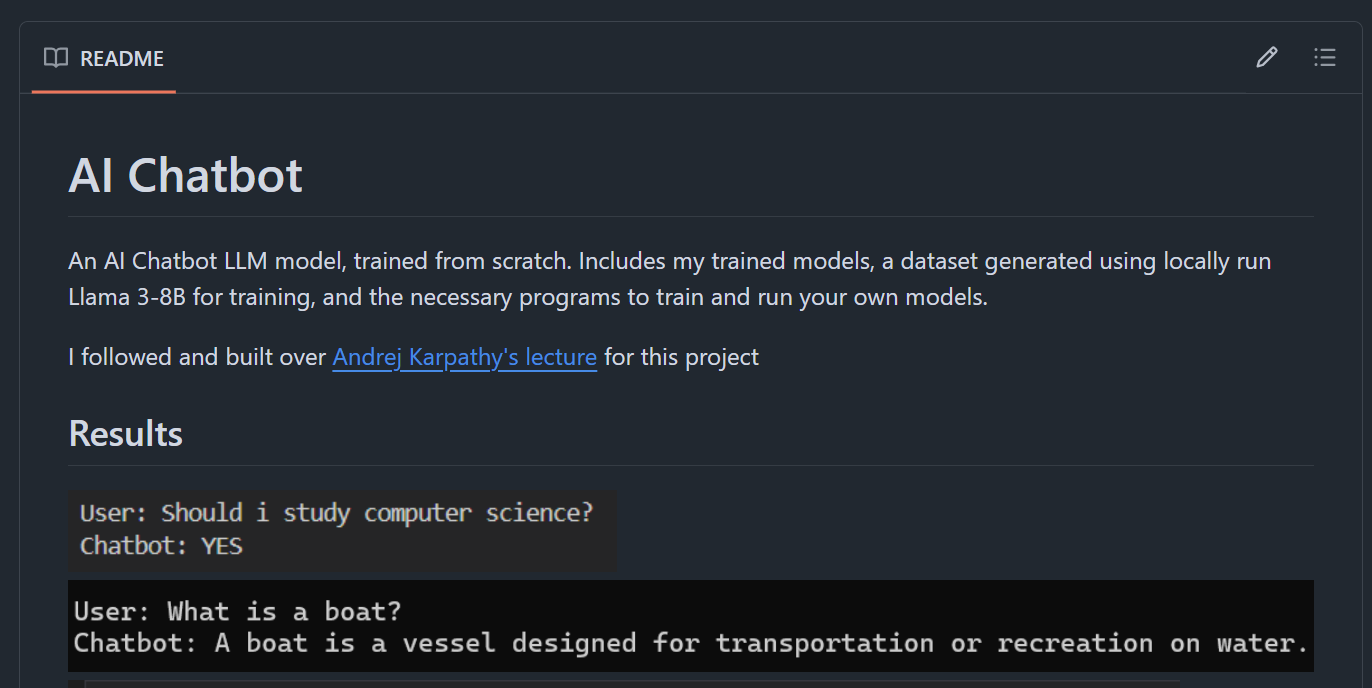 README
AI Chatbot
An AI Chatbot LLM model, trained from scratch. Includes my trained models, a dataset generated using locally run
Llama 3-8B for training, and the necessary programs to train and run your own models.
I followed and built over Andrej Karpathy's lecture for this project
Results
User: Should i study computer science?
Chatbot: YES
User: What is a boat?
Chatbot: A boat is a vessel designed for transportation or recreation on water.